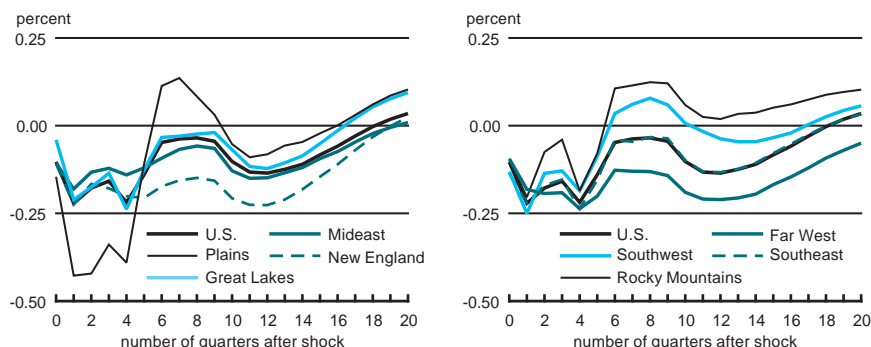 percent
0.25
0.00
-0.25
-0.50
U.S.
Plains
Great Lakes
Mideast
New England
0 2 4 6 8 10 12 14 16 18 20
number of quarters after shock
percent
0.25
0.00
-0.25
-0.50
U.S.
Southwest
Rocky Mountains
Far West
Southeast
0 2 4 6 8 10 12 14 16 18 20
number of quarters after shock